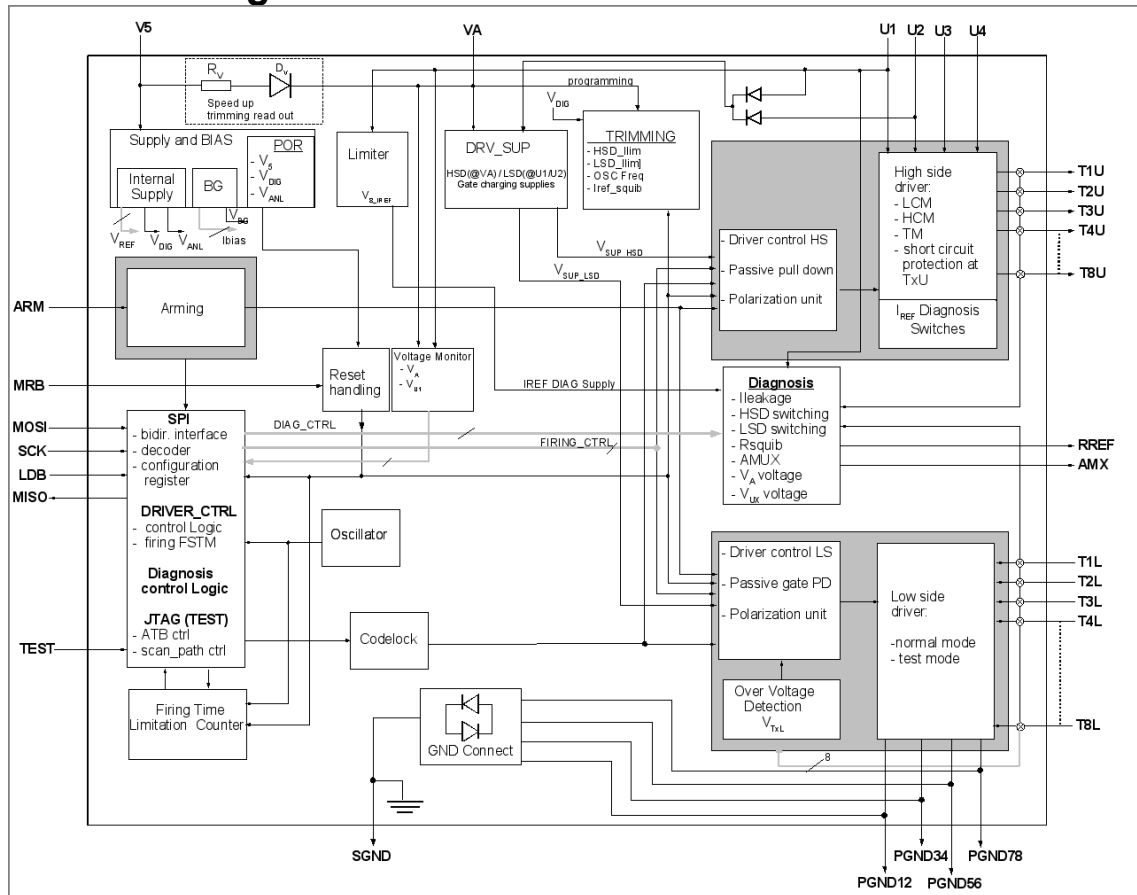 V5
VA
U1
U2
U3
U4
RV
DV
Speed up
trimming read out
programming
VDIG
Supply and BIAS
POR
- V5
- VDIG
- VANL
Internal
Supply
BG
VBG
Ibias
VREF
VDIG
VANL
Limiter
VS_IREF
DRV_SUP
HSD(@VA) / LSD(@U1/U2)
Gate charging supplies
TRIMMING
- HSD_Ilim
- LSD_Ilim]
- OSC Freq
- Iref_squib
High side
driver:
- LCM
- HCM
- TM
- short circuit
protection at
TxU
IREF Diagnosis
Switches
T1U
T2U
T3U
T4U
T8U
- Driver control HS
- Passive pull down
- Polarization unit
VSUP_HSD
VSUP_LSD
ARM
Arming
MRB
Reset
handling
Voltage Monitor
- VA
- VU1
IREF DIAG Supply
Diagnosis
- Ileakage
- HSD switching
- LSD switching
- Rsquib
- AMUX
- VA voltage
- VUX voltage
RREF
AMX
MOSI
SCK
LDB
MISO
SPI
- bidir. interface
- decoder
- configuration
register
DRIVER_CTRL
- control Logic
- firing FSTM
Diagnosis
control Logic
JTAG (TEST)
- ATB ctrl
- scan_path ctrl
DIAG_CTRL
FIRING_CTRL
Oscillator
TEST
Codelock
Firing Time
Limitation Counter
- Driver control LS
- Passive gate PD
- Polarization unit
Low side
driver:
-normal mode
- test mode
Over Voltage
Detection
VTxL
T1L
T2L
T3L
T4L
T8L
8
GND Connect
SGND
PGND12
PGND34
PGND56
PGND78